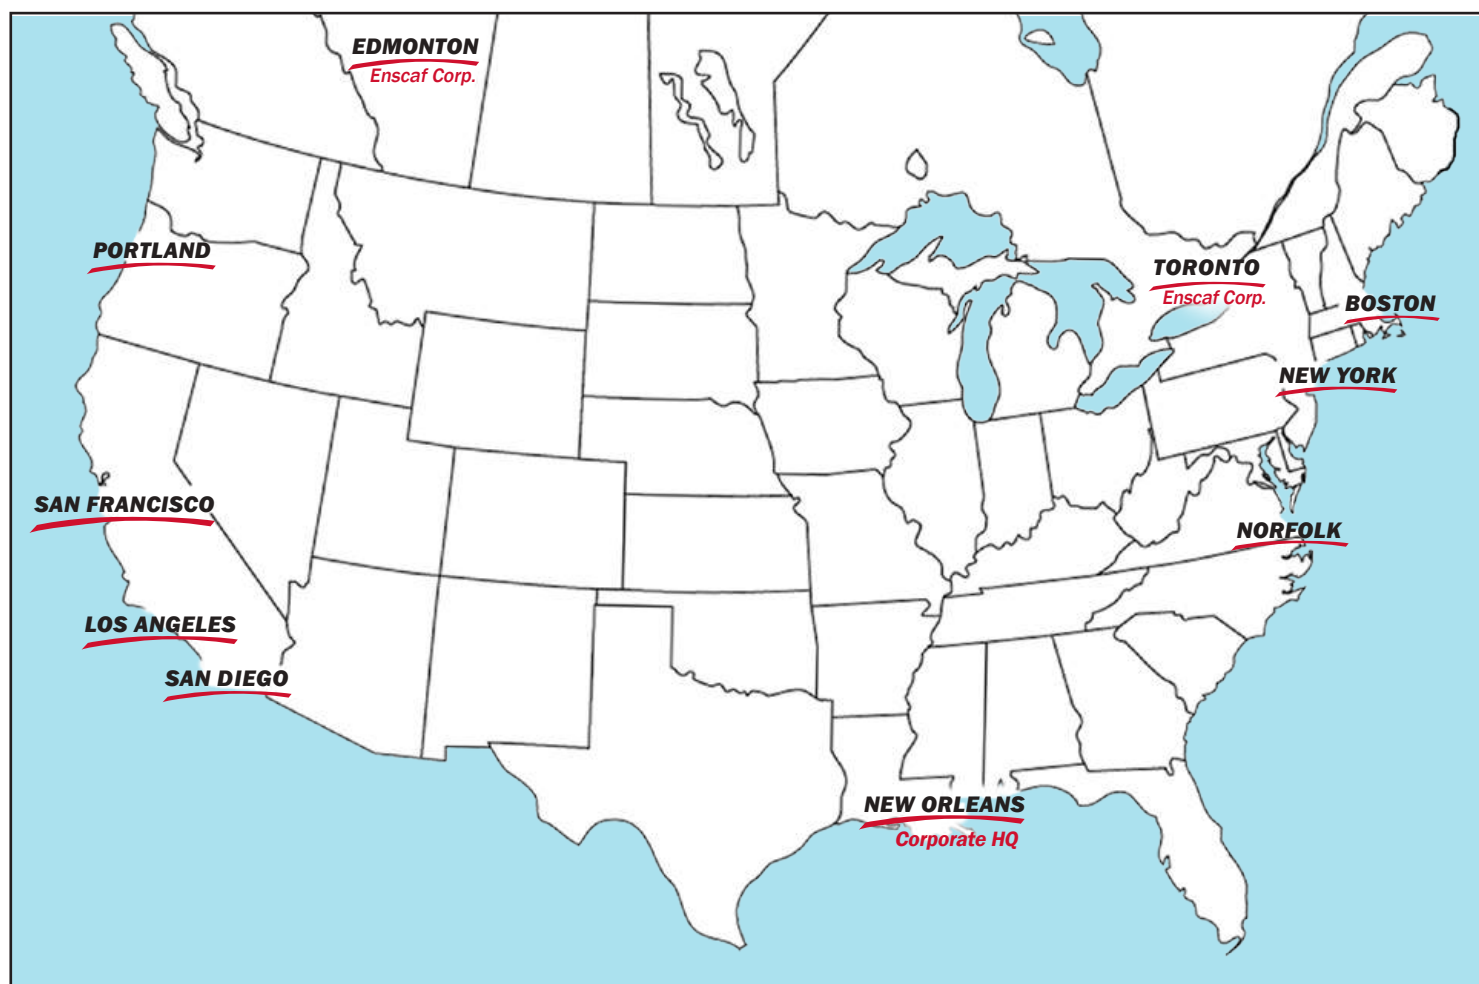 EDMONTON
Enscaf Corp.
PORTLAND
TORONTO
Enscaf Corp.
BOSTON
NEW YORK
SAN FRANCISCO
NORFOLK
LOS ANGELES
SAN DIEGO
NEW ORLEANS
Corporate HQ